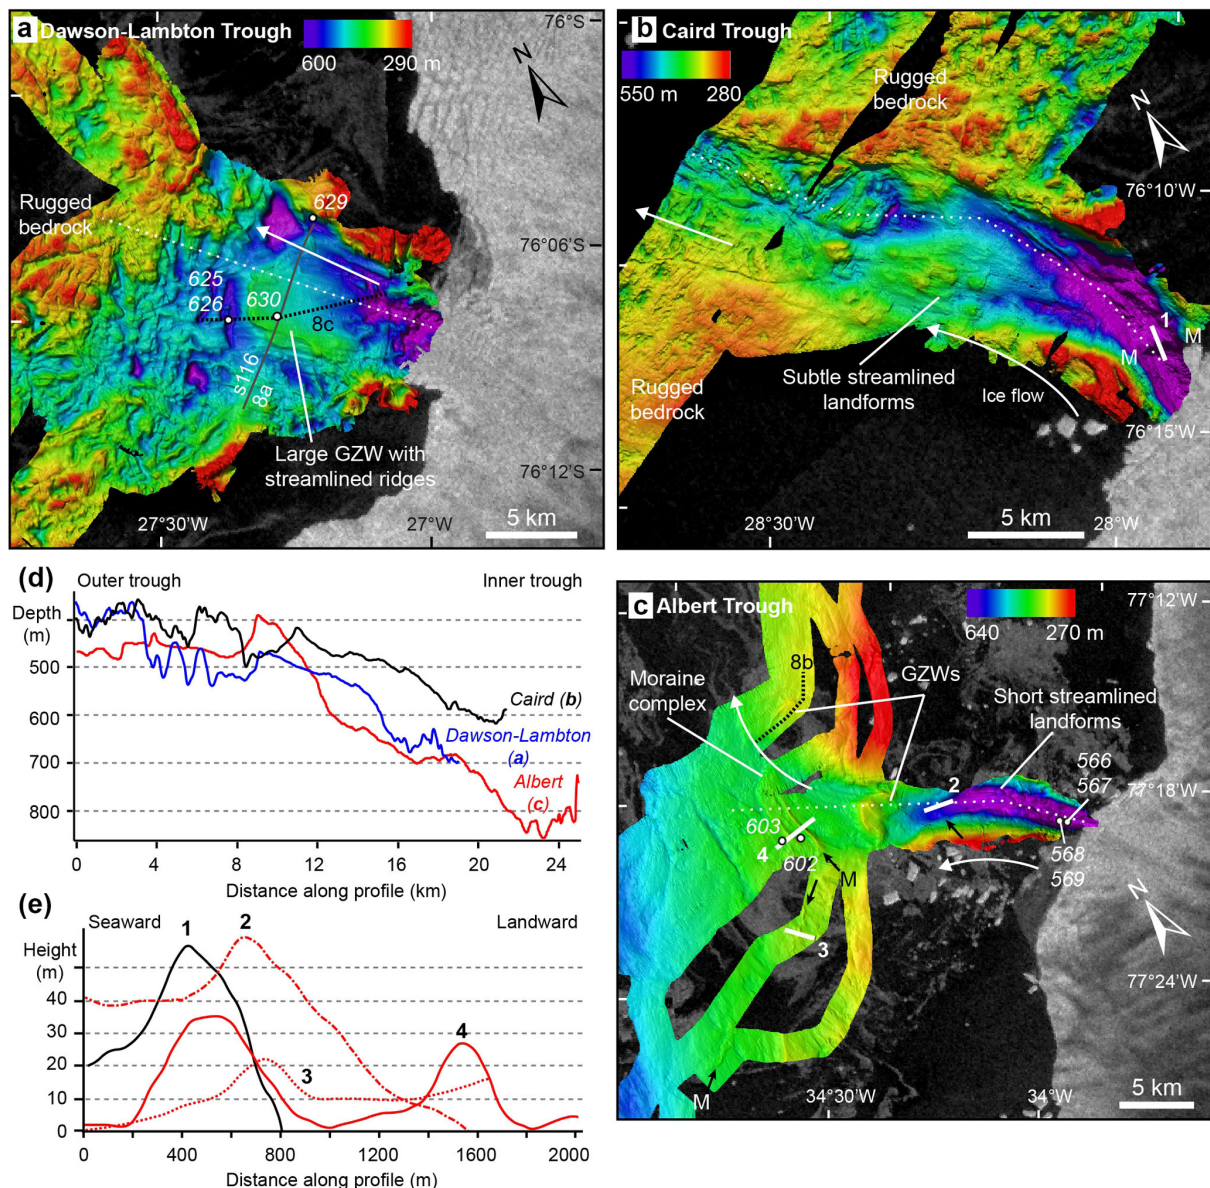 a Dawson-Lambton Trough
600 290 m
N
76°S
Rugged
bedrock
629
76°06'S
625
626
630
8c
s116
8a
Large GZW with
streamlined ridges
76°12'S
27°30'W
27°W
5 km
b Caird Trough
550 m 280
Rugged
bedrock
N
76°10'W
1
M
M
Subtle streamlined
landforms
Ice flow
Rugged
bedrock
76°15'W
28°30'W
28°W
5 km
(d)
Outer trough Inner trough
Depth
(m)
500
600
700
800
Caird (b)
Dawson-Lambton
(a)
Albert
(c)
0 4 8 12 16 20 24
Distance along profile (km)
(e)
Seaward Landward
Height
(m)
40
30
20
10
0
1
2
3
4
0 400 800 1200 1600 2000
Distance along profile (m)
c Albert Trough
640 270 m
77°12'W
8b
GZWs
Moraine
complex
Short streamlined
landforms
566
567
2
77°18'W
603
4
602
568
569
M
N
3
77°24'W
M
34°30'W
34°W
5 km